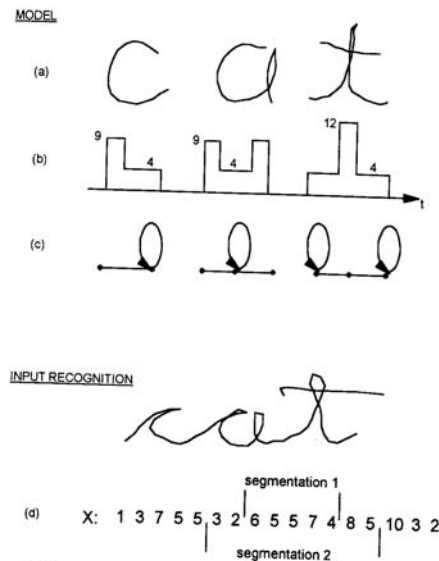 MODEL
(a)
c a t
(b)
9 4 9 4 12 4 t
(c)
INPUT RECOGNITION
cat
segmentation 1
(d) X: 1 3 7 5 5 3 2 6 5 5 7 4 8 5 10 3 2
segmentation 2